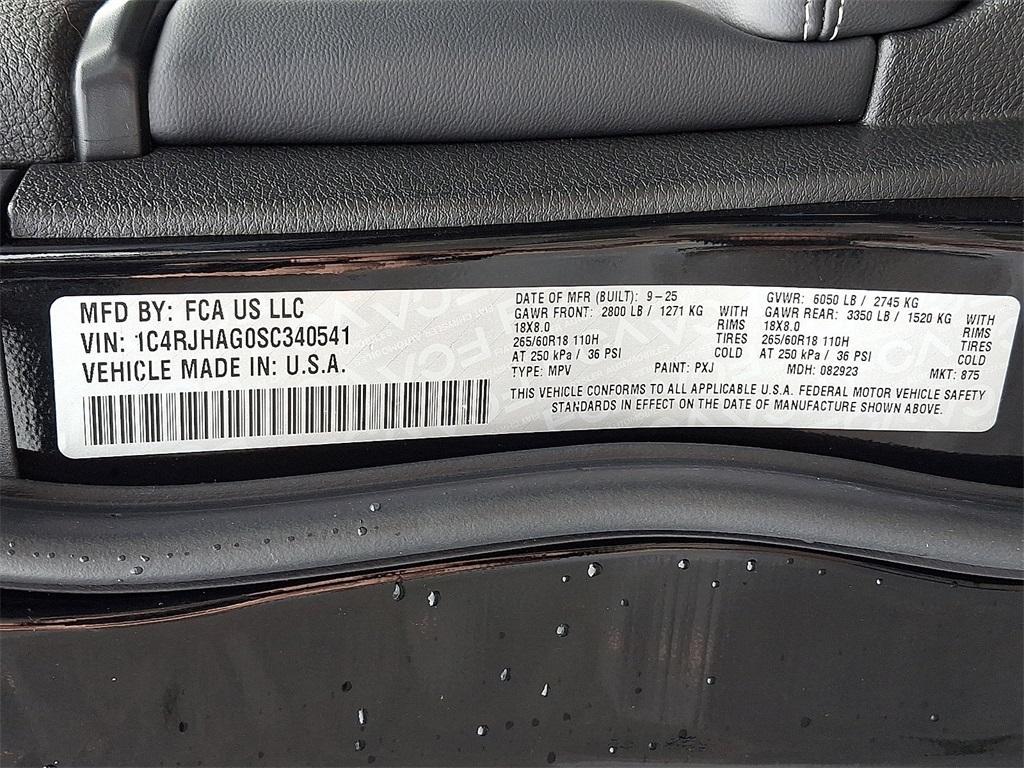 MFD BY: FCA US LLC
VIN: 1C4RJHAG0SC340541
VEHICLE MADE IN: U.S.A.
DATE OF MFR (BUILT): 9-25
GVWR: 6050 LB / 2745 KG
GAWR FRONT: 2800 LB / 1271 KG WITH
GAWR REAR: 3350 LB / 1520 KG WITH
18X8.0 RIMS
18X8.0 RIMS
265/60R18 110H TIRES
265/60R18 110H TIRES
AT 250 kPa / 36 PSI COLD
AT 250 kPa / 36 PSI COLD
TYPE: MPV PAINT: PXJ MDH: 082923 MKT: 875
THIS VEHICLE CONFORMS TO ALL APPLICABLE U.S.A. FEDERAL MOTOR VEHICLE SAFETY
STANDARDS IN EFFECT ON THE DATE OF MANUFACTURE SHOWN ABOVE.